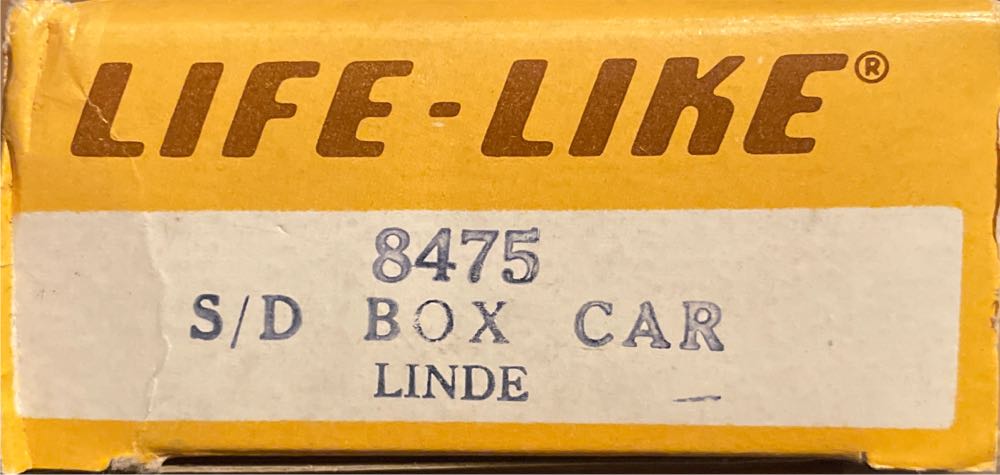 LIFE-LIKE®
8475
S/D BOX CAR
LINDE